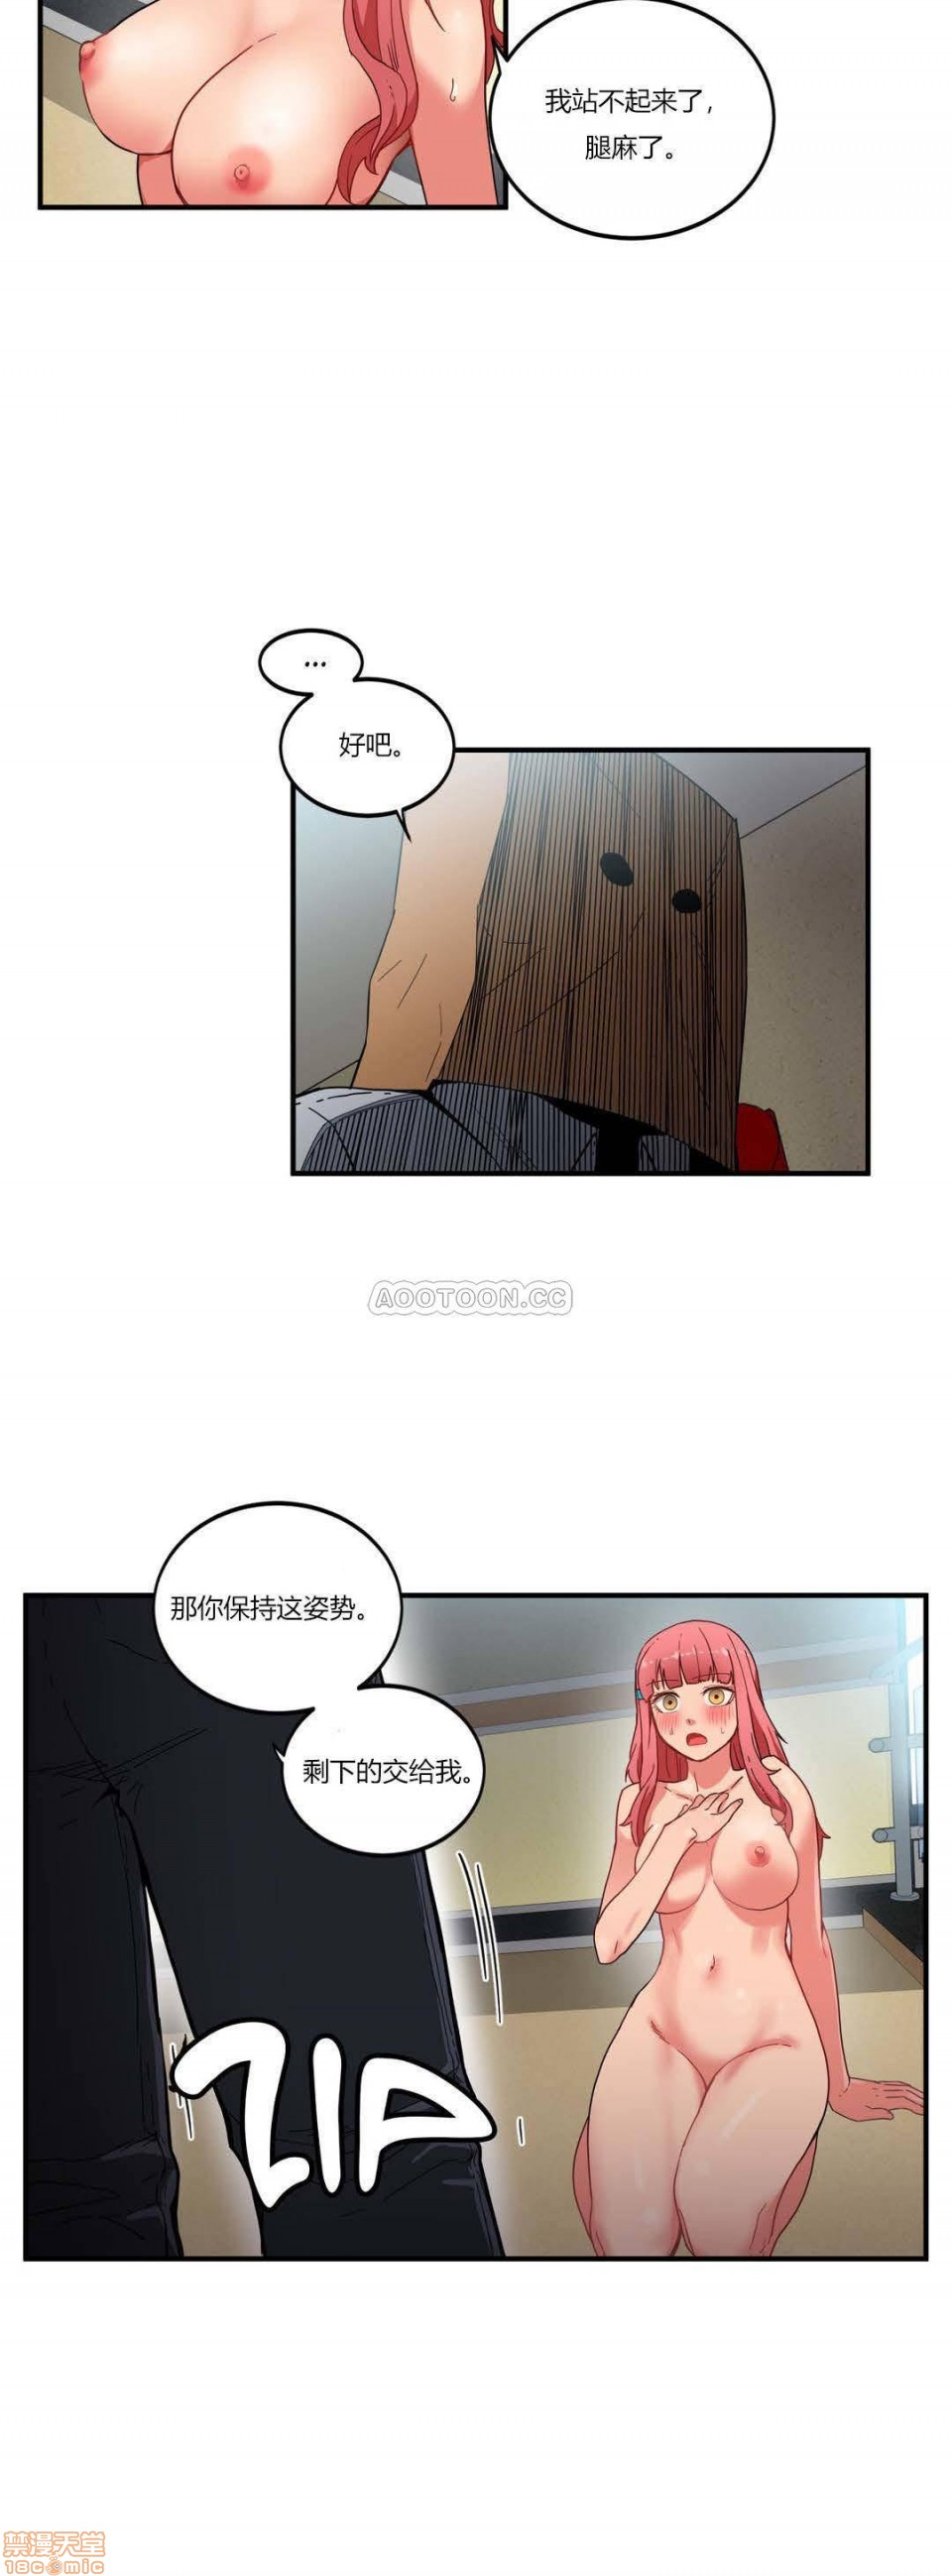 我站不起来了，
腿麻了。
...
好吧。
AOOTOON.CC
那你保持这姿势。
剩下的交给我。
ZIP
禁漫天堂
18comic